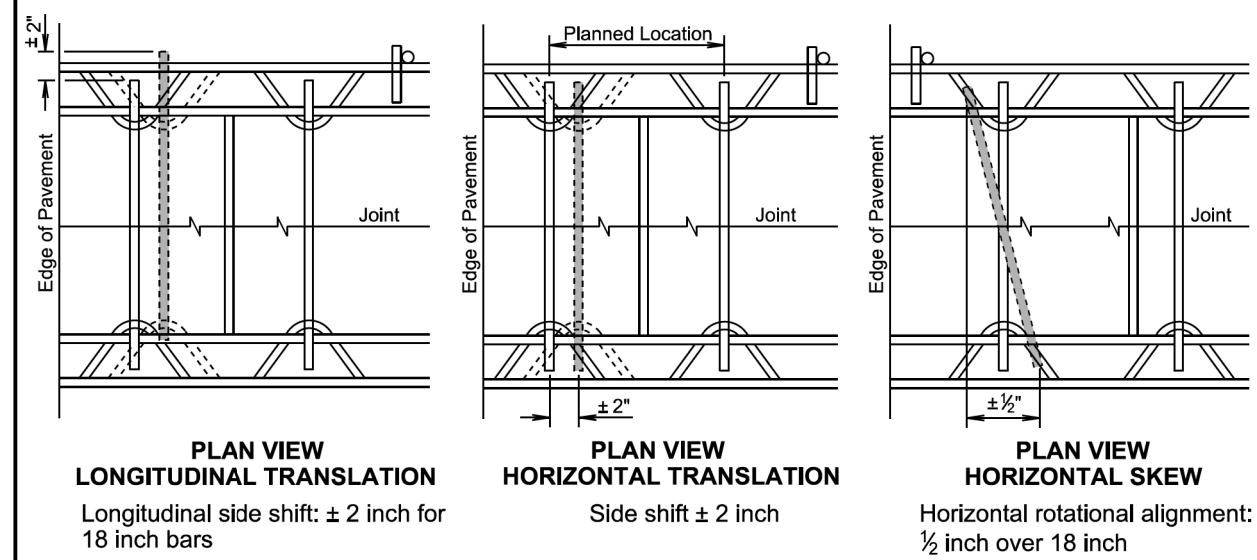 ± 2"
Edge of Pavement
Joint
PLAN VIEW
LONGITUDINAL TRANSLATION
Longitudinal side shift: ± 2 inch for
18 inch bars
Planned Location
Edge of Pavement
Joint
± 2"
PLAN VIEW
HORIZONTAL TRANSLATION
Side shift ± 2 inch
Edge of Pavement
Joint
±½"
PLAN VIEW
HORIZONTAL SKEW
Horizontal rotational alignment:
½ inch over 18 inch